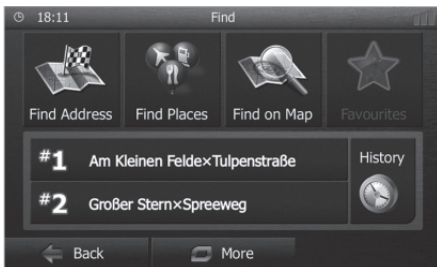 18:11 Find
Find Address Find Places Find on Map Favourites
#1 Am Kleinen Felde×Tulpenstraße
History
#2 Großer Stern×Spreeweg
Back More